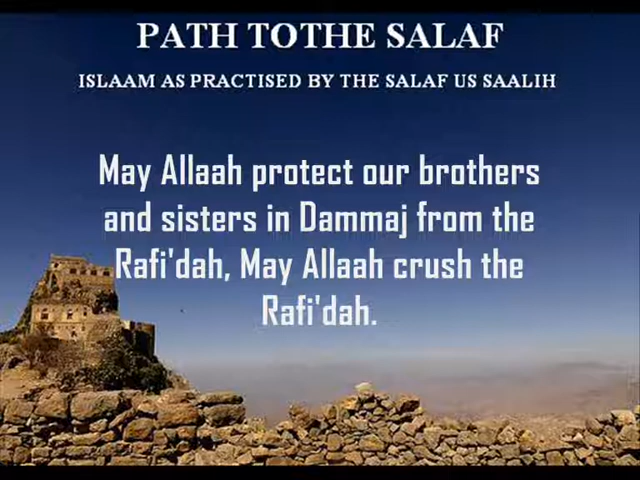 PATH TOTHE SALAF
ISLAAM AS PRACTISED BY THE SALAF US SAALIH
May Allaah protect our brothers
and sisters in Dammaj from the
Rafi'dah, May Allaah crush the
Rafi'dah.